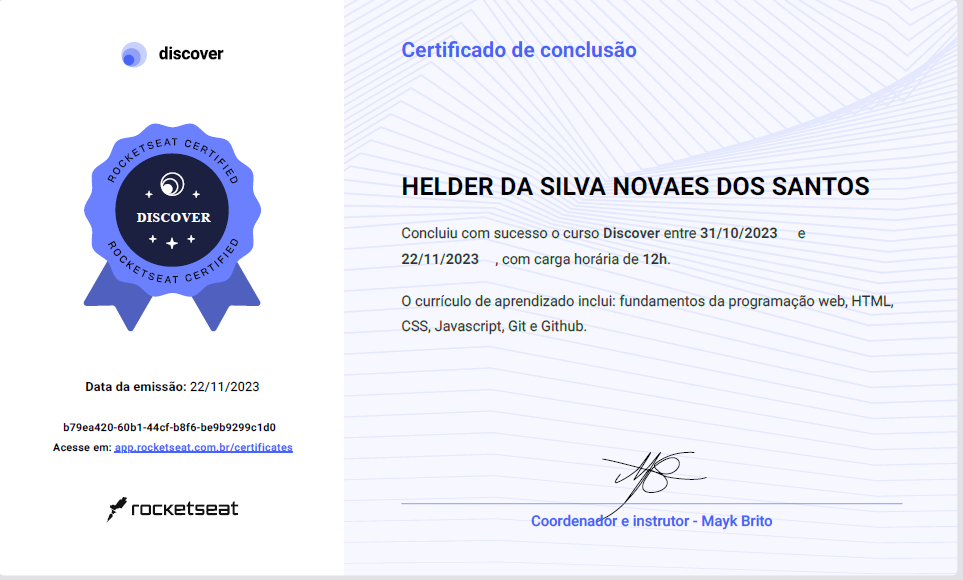 discover
ROCKETSEAT CERTIFIED
DISCOVER
ROCKETSEAT CERTIFIED
Data da emissão: 22/11/2023
b79ea420-60b1-44cf-b8f6-be9b9299c1d0
Acesse em: app.rocketseat.com.br/certificates
rocketseat
Certificado de conclusão
HELDER DA SILVA NOVAES DOS SANTOS
Concluiu com sucesso o curso Discover entre 31/10/2023 e
22/11/2023 , com carga horária de 12h.
O currículo de aprendizado inclui: fundamentos da programação web, HTML,
CSS, Javascript, Git e Github.
Coordenador e instrutor - Mayk Brito